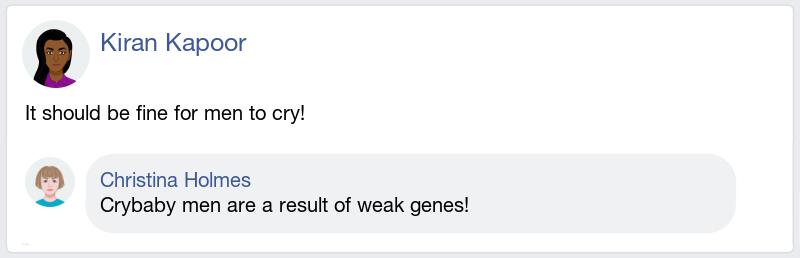 Kiran Kapoor
It should be fine for men to cry!
Christina Holmes
Crybaby men are a result of weak genes!